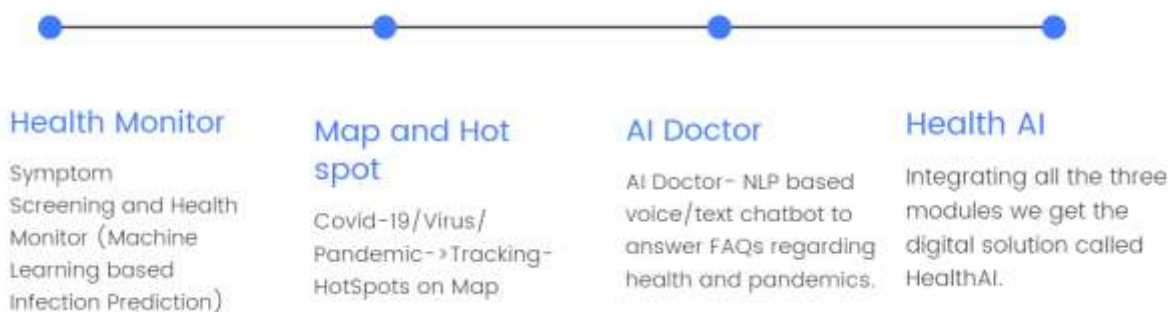 Health Monitor
Symptom
Screening and Health
Monitor (Machine
Learning based
Infection Prediction)
Map and Hot
spot
Covid-19/Virus/
Pandemic->Tracking-
HotSpots on Map
AI Doctor
AI Doctor- NLP based
voice/text chatbot to
answer FAQs regarding
health and pandemics.
Health AI
Integrating all the three
modules we get the
digital solution called
HealthAI.